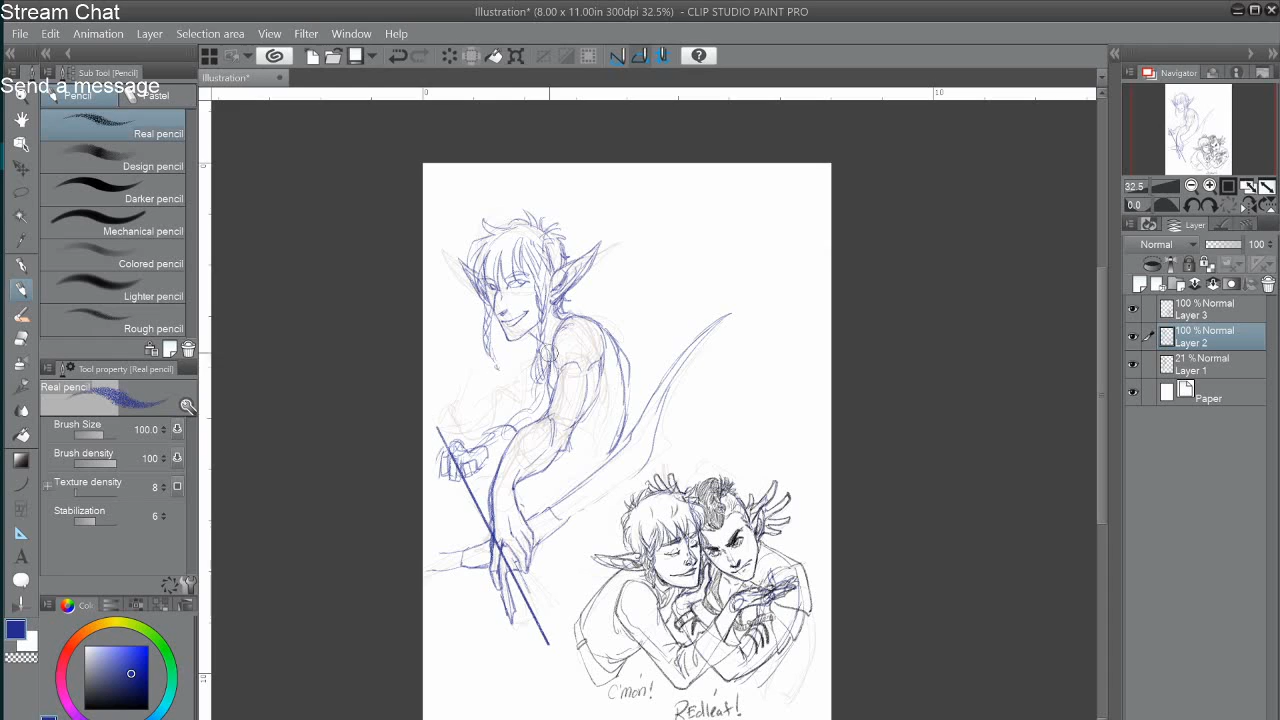 Stream Chat
Illustration* (8.00 x 11.00in 300dpi 32.5%) - CLIP STUDIO PAINT PRO
File Edit Animation Layer Selection area View Filter Window Help
Sub Tool [Pencil]
Illustration*
Navigator
Send a message
Pencil Pastel
0 10
Real pencil
Design pencil
Darker pencil
Mechanical pencil
Colored pencil
Lighter pencil
Rough pencil
32.5
0.0
Layer
Normal 100
100 %Normal
Layer 3
100 %Normal
Layer 2
21 %Normal
Layer 1
Paper
Tool property [Real pencil]
Real pencil
Brush Size 100.0
Brush density 100
Texture density 8
Stabilization 6
Colo
C'mon!
REdleaf!